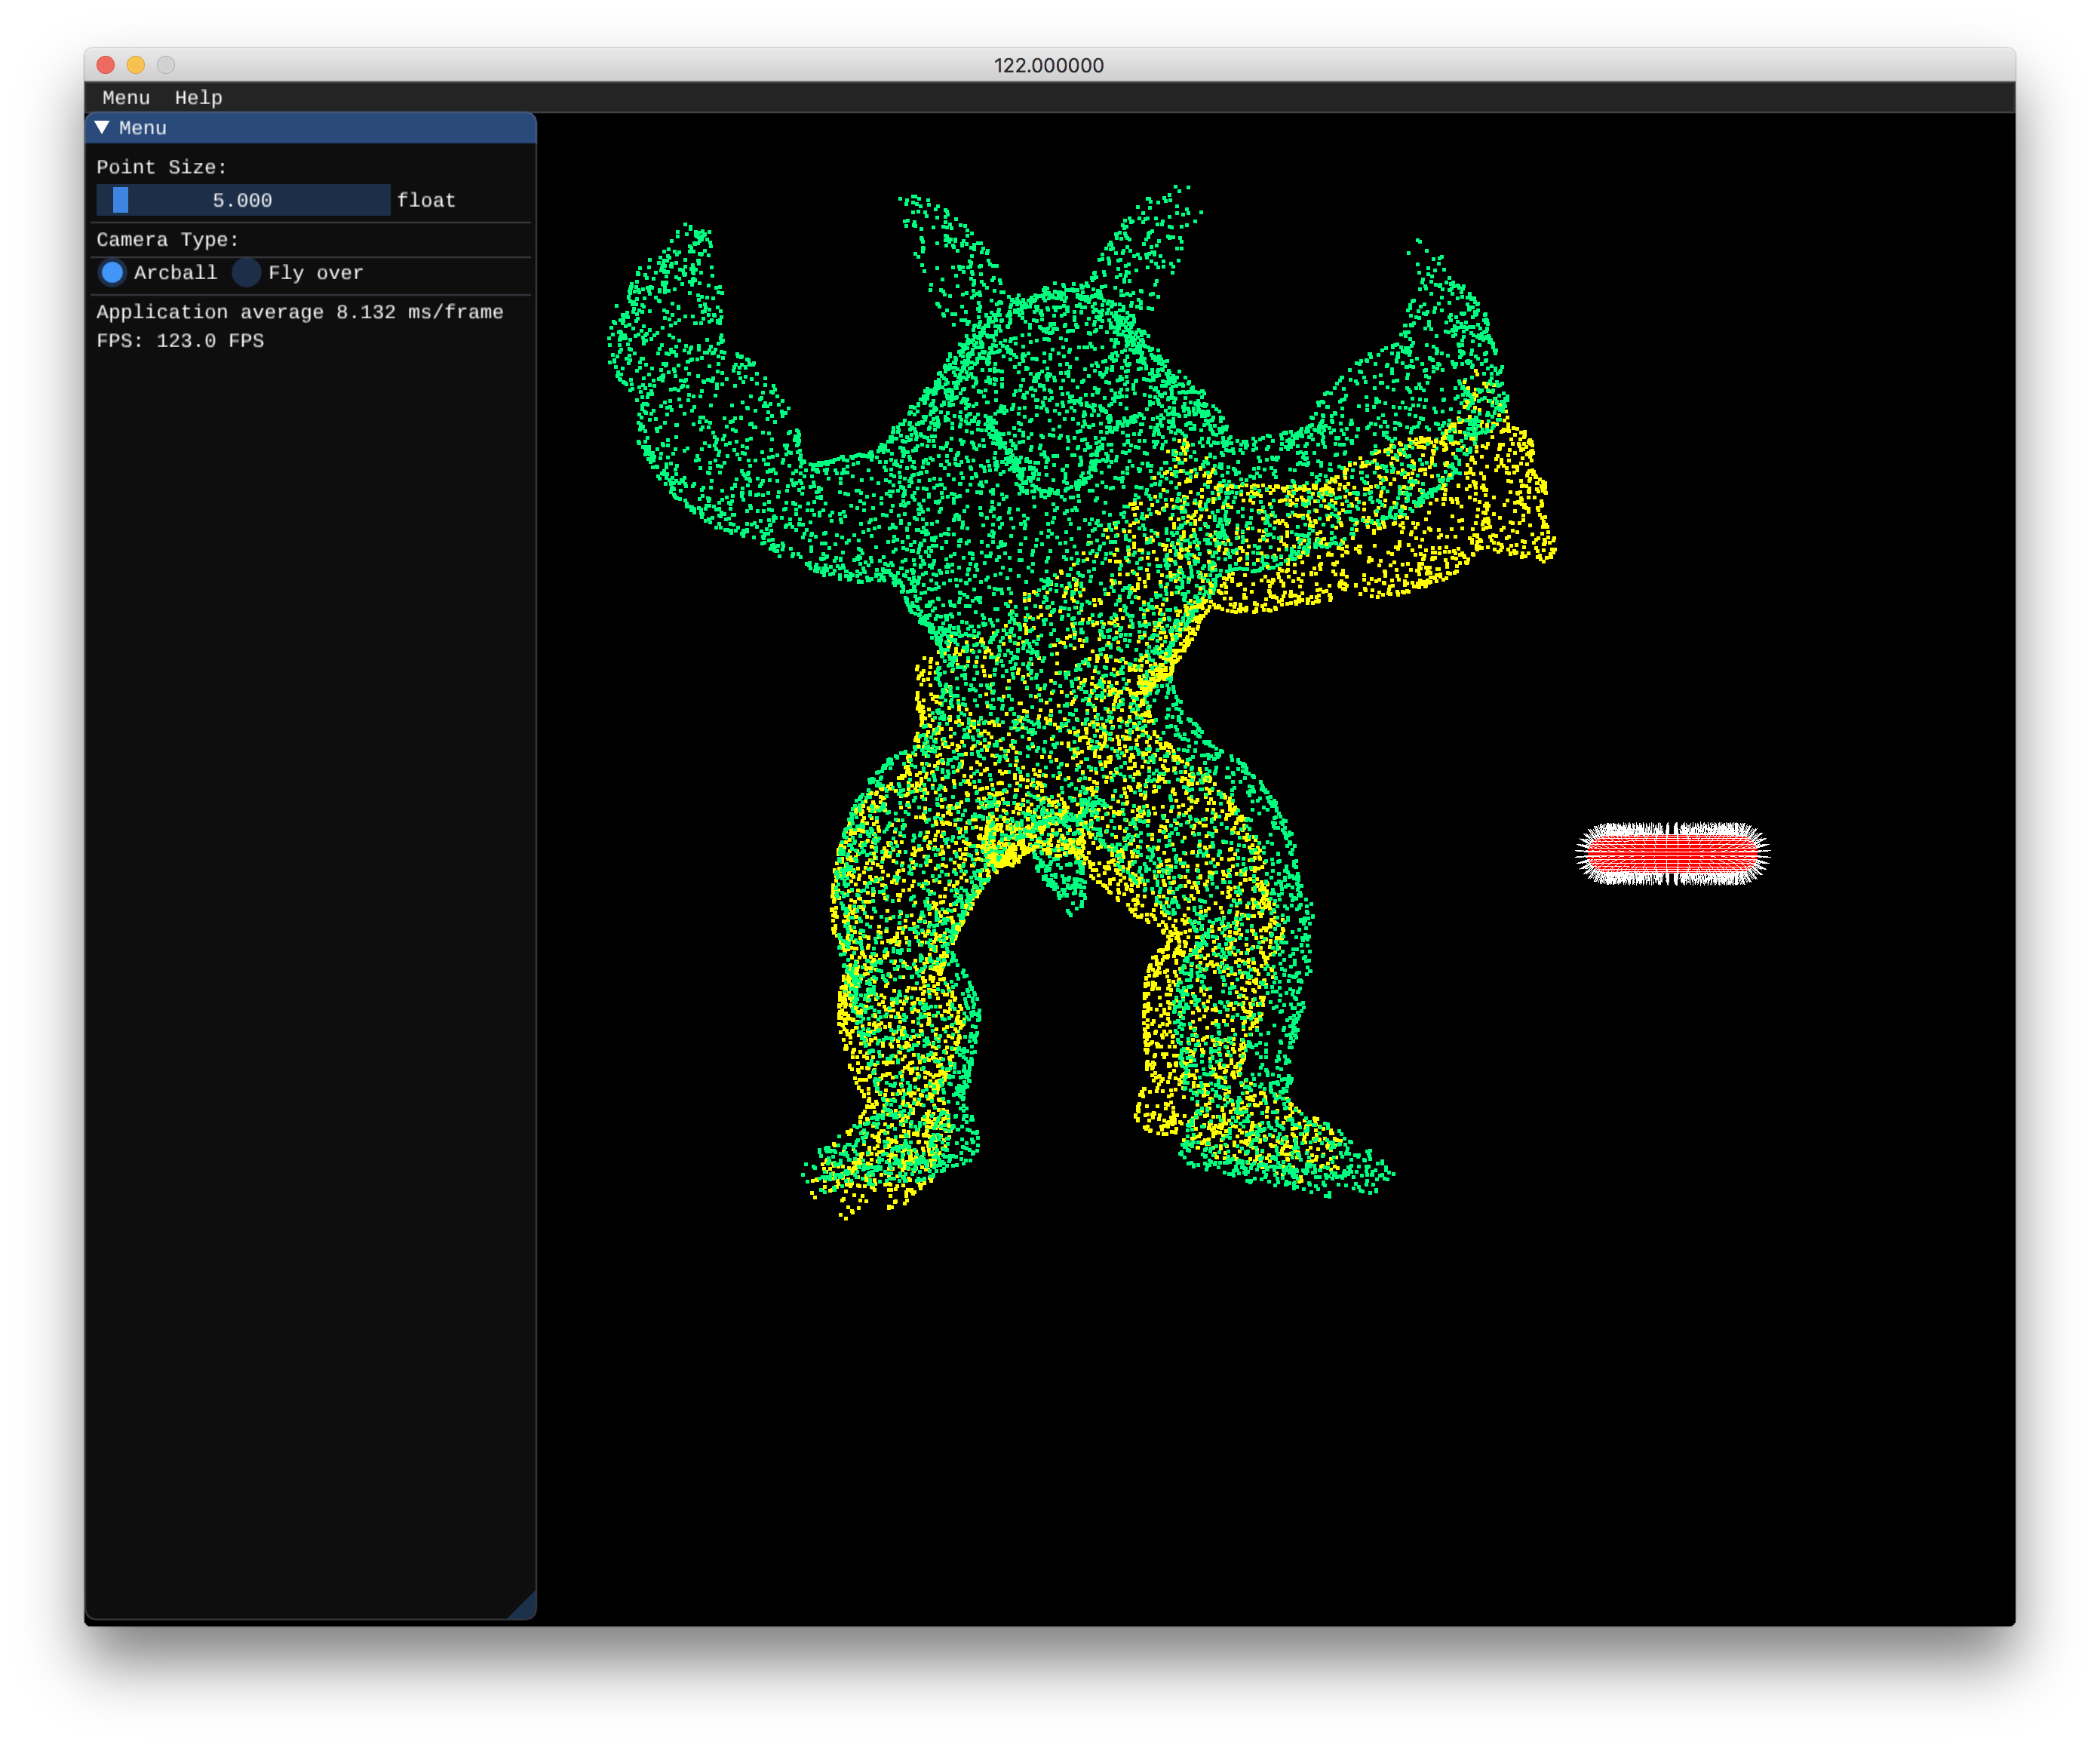 122.000000
Menu Help
Menu
Point Size:
5.000 float
Camera Type:
Arcball Fly over
Application average 8.132 ms/frame
FPS: 123.0 FPS